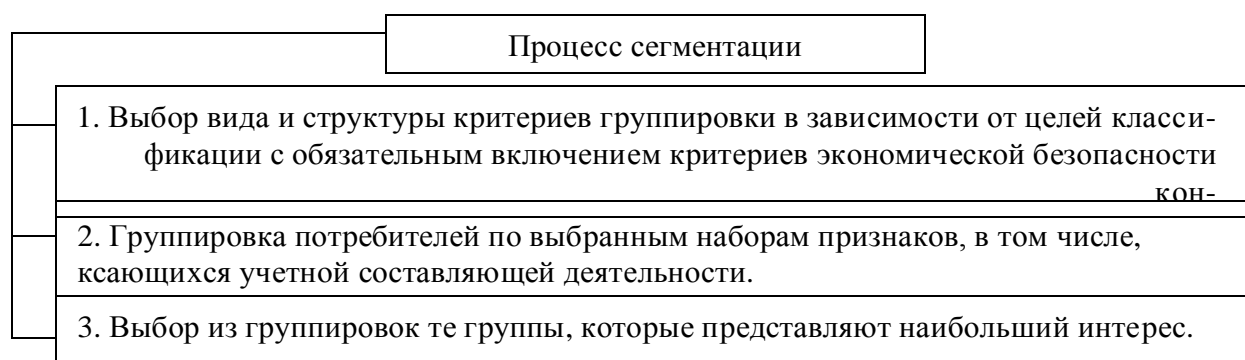 Процесс сегментации
1. Выбор вида и структуры критериев группировки в зависимости от целей класси-
фикации с обязательным включением критериев экономической безопасности
кон-
2. Группировка потребителей по выбранным наборам признаков, в том числе,
ксающихся учетной составляющей деятельности.
3. Выбор из группировок те группы, которые представляют наибольший интерес.